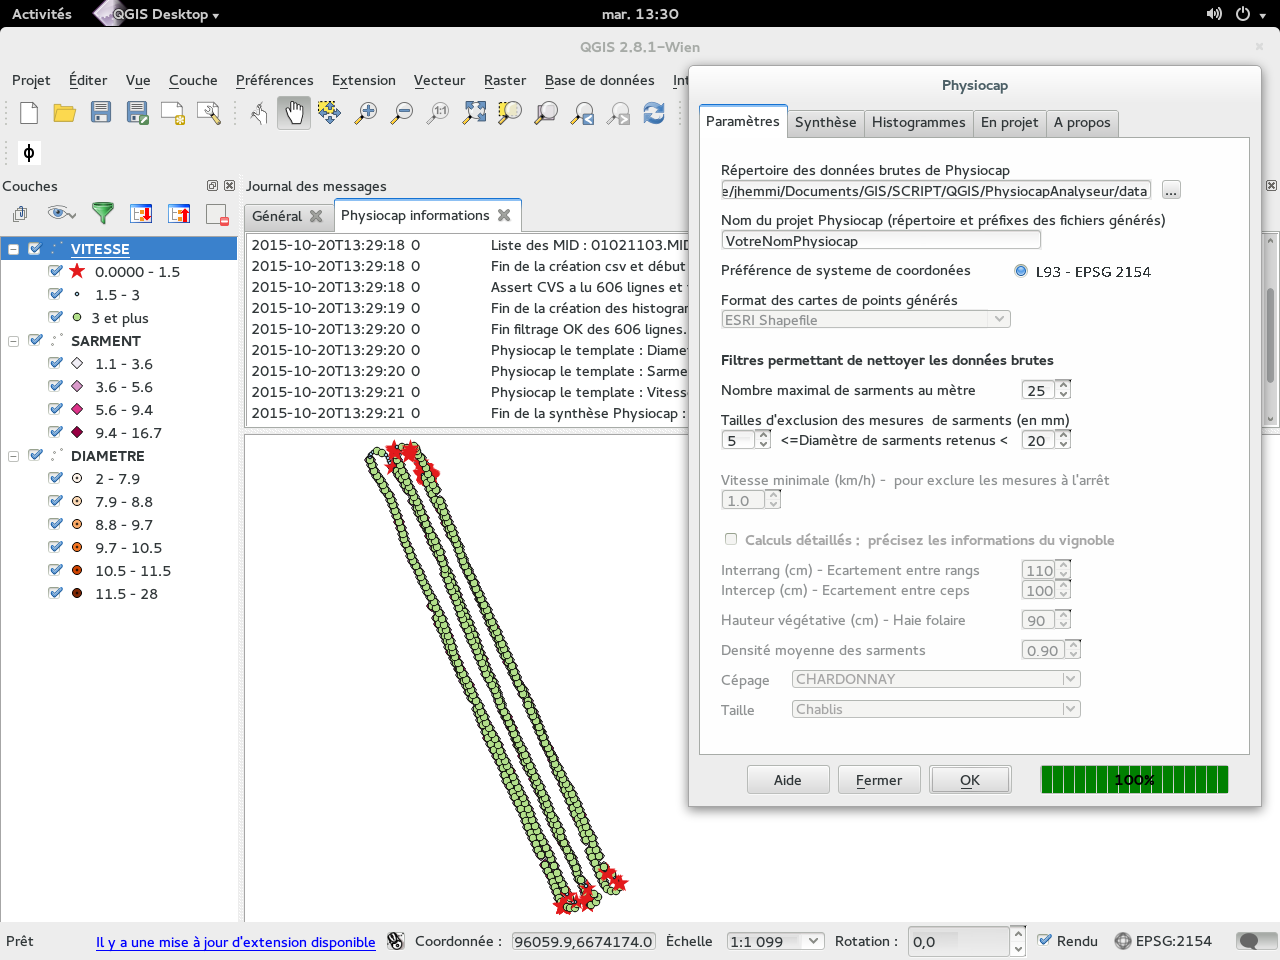 Activités QGIS Desktop mar. 13:30
QGIS 2.8.1-Wien
Projet Éditer Vue Couche Préférences Extension Vecteur Raster Base de données Int
Couches
VITESSE
0.0000 - 1.5
1.5 - 3
3 et plus
SARMENT
1.1 - 3.6
3.6 - 5.6
5.6 - 9.4
9.4 - 16.7
DIAMETRE
2 - 7.9
7.9 - 8.8
8.8 - 9.7
9.7 - 10.5
10.5 - 11.5
11.5 - 28
Journal des messages
Général Physiocap informations
2015-10-20T13:29:18 0 Liste des MID : 01021103.MID
2015-10-20T13:29:18 0 Fin de la création csv et début
2015-10-20T13:29:18 0 Assert CVS a lu 606 lignes et
2015-10-20T13:29:19 0 Fin de la création des histogra
2015-10-20T13:29:20 0 Fin filtrage OK des 606 lignes.
2015-10-20T13:29:20 0 Physiocap le template : Diame
2015-10-20T13:29:20 0 Physiocap le template : Sarme
2015-10-20T13:29:21 0 Physiocap le template : Vitess
2015-10-20T13:29:21 0 Fin de la synthèse Physiocap :
Physiocap
Paramètres Synthèse Histogrammes En projet A propos
Répertoire des données brutes de Physiocap
e/jhemmi/Documents/GIS/SCRIPT/QGIS/PhysiocapAnalyseur/data ...
Nom du projet Physiocap (répertoire et préfixes des fichiers générés)
VotreNomPhysiocap
Préférence de systeme de coordonées L93 - EPSG 2154
Format des cartes de points générés
ESRI Shapefile
Filtres permettant de nettoyer les données brutes
Nombre maximal de sarments au mètre 25
Tailles d'exclusion des mesures de sarments (en mm)
5 <=Diamètre de sarments retenus < 20
Vitesse minimale (km/h) - pour exclure les mesures à l'arrêt
1.0
Calculs détaillés : précisez les informations du vignoble
Interrang (cm) - Ecartement entre rangs 110
Intercep (cm) - Ecartement entre ceps 100
Hauteur végétative (cm) - Haie folaire 90
Densité moyenne des sarments 0.90
Cépage CHARDONNAY
Taille Chablis
Aide Fermer OK 100%
Prêt Il y a une mise à jour d'extension disponible Coordonnée : 96059.9,6674174.0 Échelle 1:1 099 Rotation : 0,0 Rendu EPSG:2154